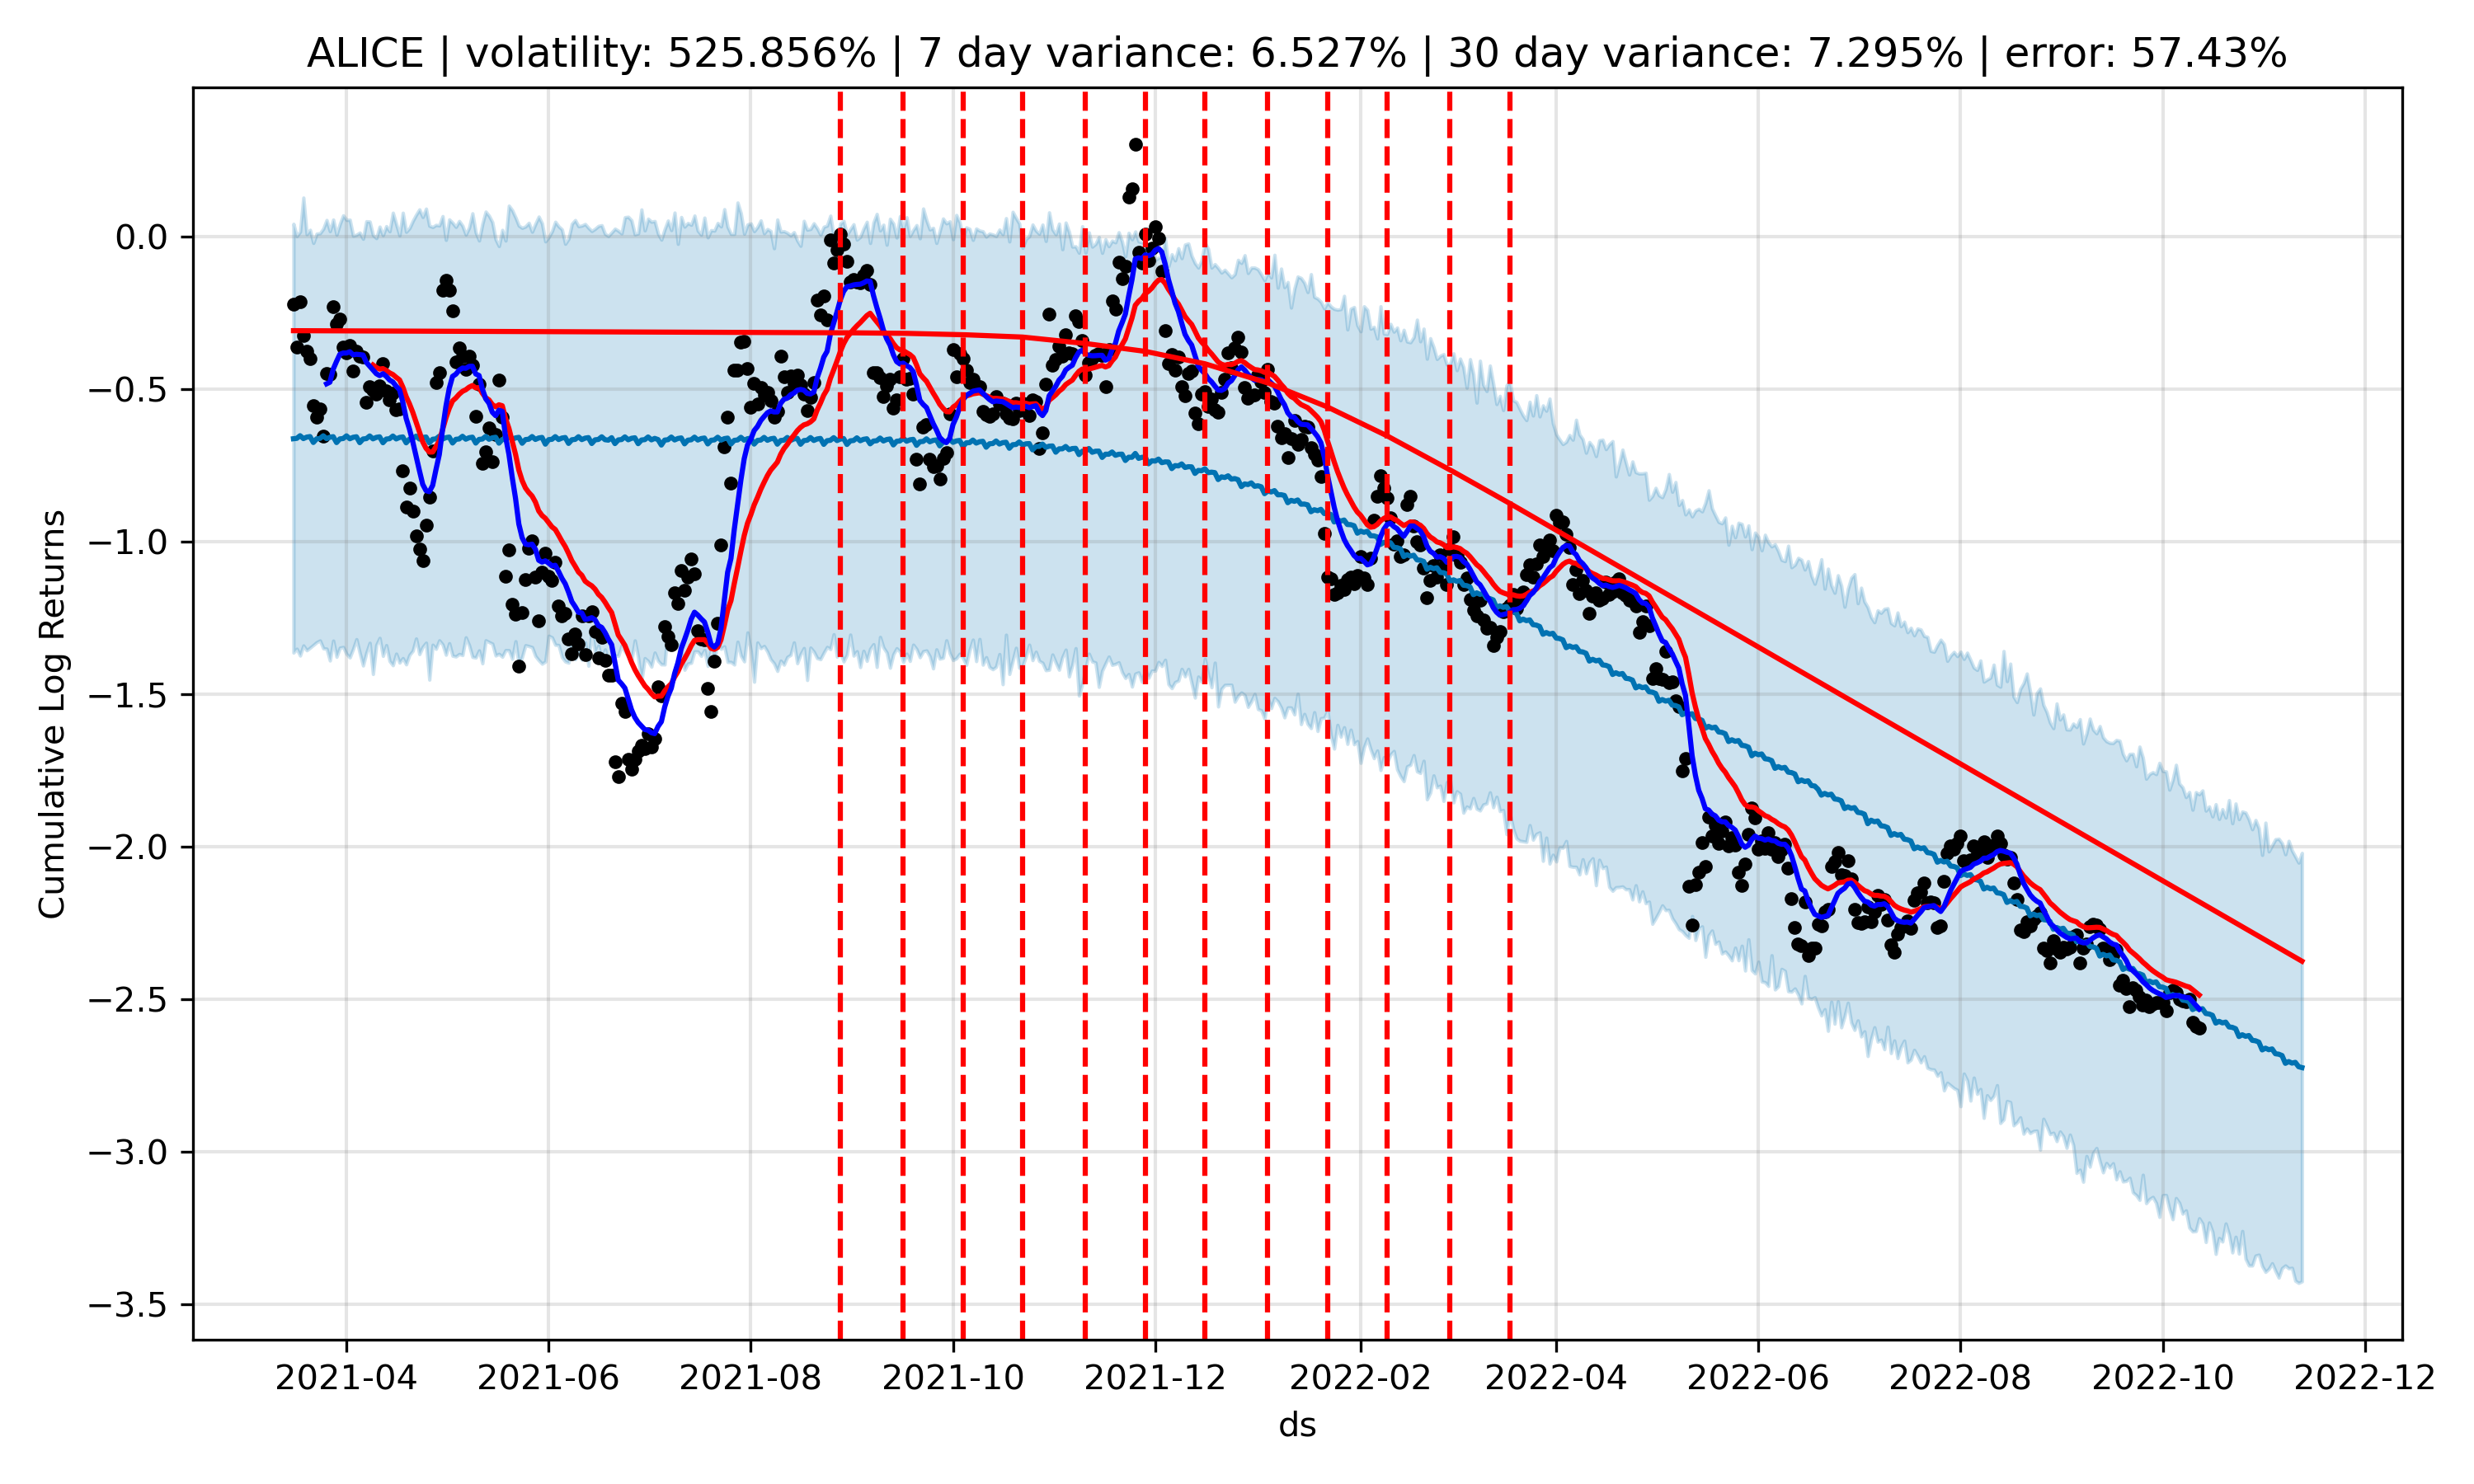 ALICE | volatility: 525.856% | 7 day variance: 6.527% | 30 day variance: 7.295% | error: 57.43%
Cumulative Log Returns
0.0
−0.5
−1.0
−1.5
−2.0
−2.5
−3.0
−3.5
2021-04 2021-06 2021-08 2021-10 2021-12 2022-02 2022-04 2022-06 2022-08 2022-10 2022-12
ds